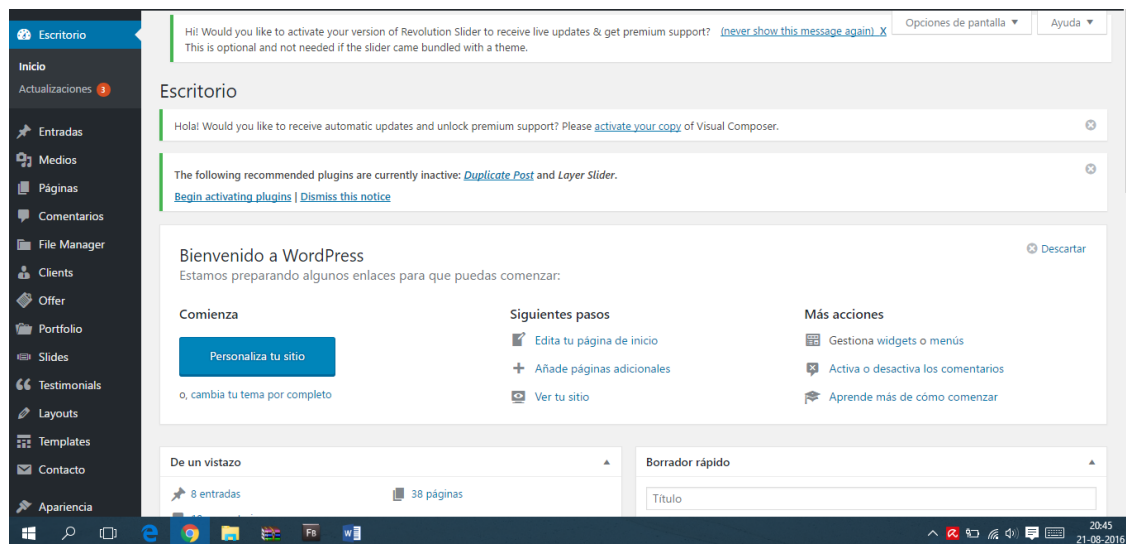 Escritorio
Inicio
Actualizaciones 3
Entradas
Medios
Páginas
Comentarios
File Manager
Clients
Offer
Portfolio
Slides
Testimonials
Layouts
Templates
Contacto
Apariencia
Opciones de pantalla
Ayuda
Hi! Would you like to activate your version of Revolution Slider to receive live updates & get premium support? (never show this message again) X
This is optional and not needed if the slider came bundled with a theme.
Escritorio
Hola! Would you like to receive automatic updates and unlock premium support? Please activate your copy of Visual Composer.
The following recommended plugins are currently inactive: Duplicate Post and Layer Slider.
Begin activating plugins | Dismiss this notice
Bienvenido a WordPress
Descartar
Estamos preparando algunos enlaces para que puedas comenzar:
Comienza
Personaliza tu sitio
o, cambia tu tema por completo
Siguientes pasos
Edita tu página de inicio
Añade páginas adicionales
Ver tu sitio
Más acciones
Gestiona widgets o menús
Activa o desactiva los comentarios
Aprende más de cómo comenzar
De un vistazo
8 entradas
38 páginas
Borrador rápido
Título
FB
20:45
21-08-2016